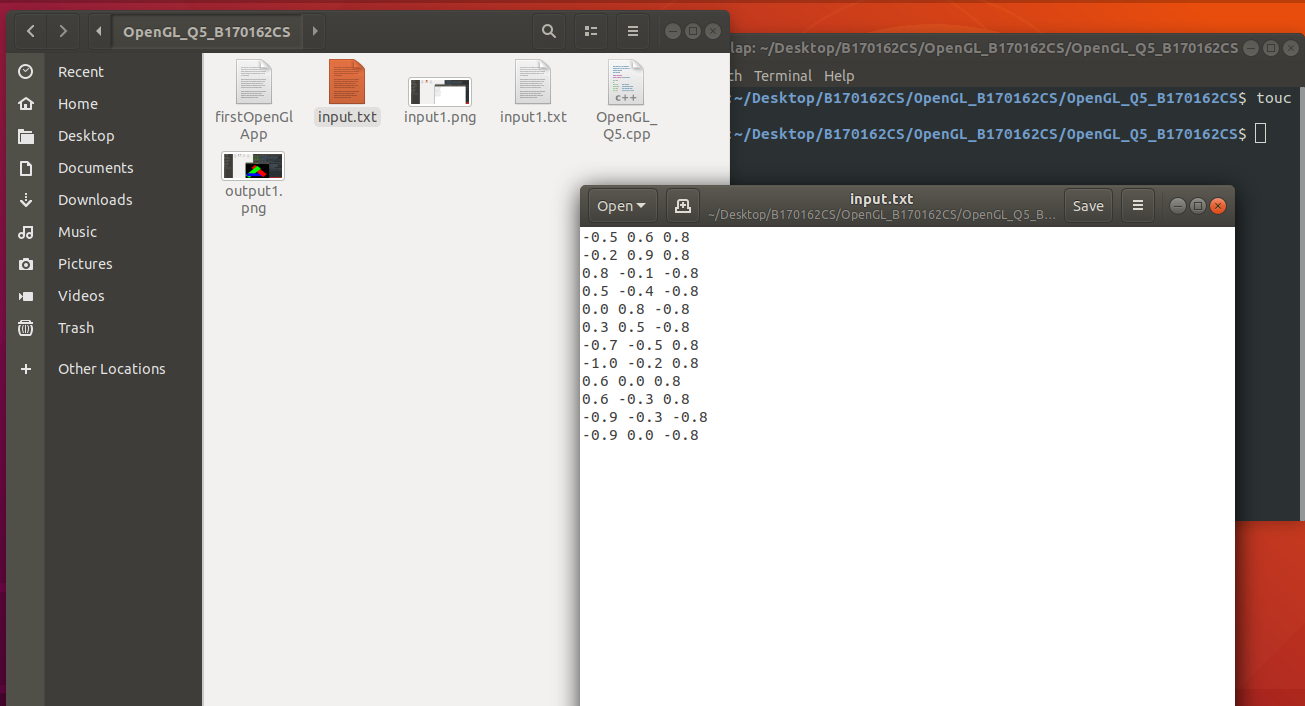 OpenGL_Q5_B170162CS
Recent
Home
Desktop
Documents
Downloads
Music
Pictures
Videos
Trash
Other Locations
firstOpenGl
App
input.txt
input1.png
input1.txt
OpenGL_
Q5.cpp
c++
output1.
png
lap: ~/Desktop/B170162CS/OpenGL_B170162CS/OpenGL_Q5_B170162CS
ch Terminal Help
:~/Desktop/B170162CS/OpenGL_B170162CS/OpenGL_Q5_B170162CS$ touc
:~/Desktop/B170162CS/OpenGL_B170162CS/OpenGL_Q5_B170162CS$
Open
input.txt
~/Desktop/B170162CS/OpenGL_B170162CS/OpenGL_Q5_B...
Save
-0.5 0.6 0.8
-0.2 0.9 0.8
0.8 -0.1 -0.8
0.5 -0.4 -0.8
0.0 0.8 -0.8
0.3 0.5 -0.8
-0.7 -0.5 0.8
-1.0 -0.2 0.8
0.6 0.0 0.8
0.6 -0.3 0.8
-0.9 -0.3 -0.8
-0.9 0.0 -0.8